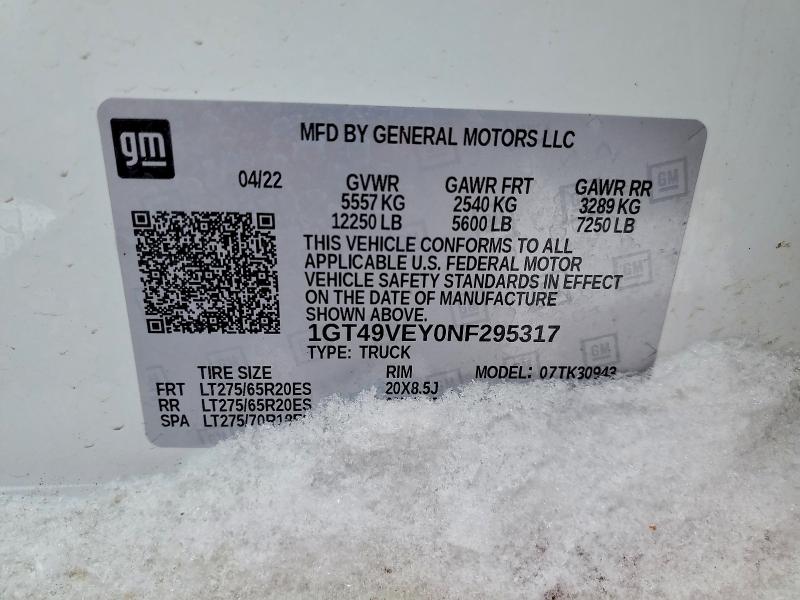 gm
MFD BY GENERAL MOTORS LLC
04/22 GVWR GAWR FRT GAWR RR
5557 KG 2540 KG 3289 KG
12250 LB 5600 LB 7250 LB
THIS VEHICLE CONFORMS TO ALL
APPLICABLE U.S. FEDERAL MOTOR
VEHICLE SAFETY STANDARDS IN EFFECT
ON THE DATE OF MANUFACTURE
SHOWN ABOVE.
1GT49VEY0NF295317
TYPE: TRUCK
TIRE SIZE RIM MODEL: 07TK30943
FRT LT275/65R20ES 20X8.5J
RR LT275/65R20ES
SPA